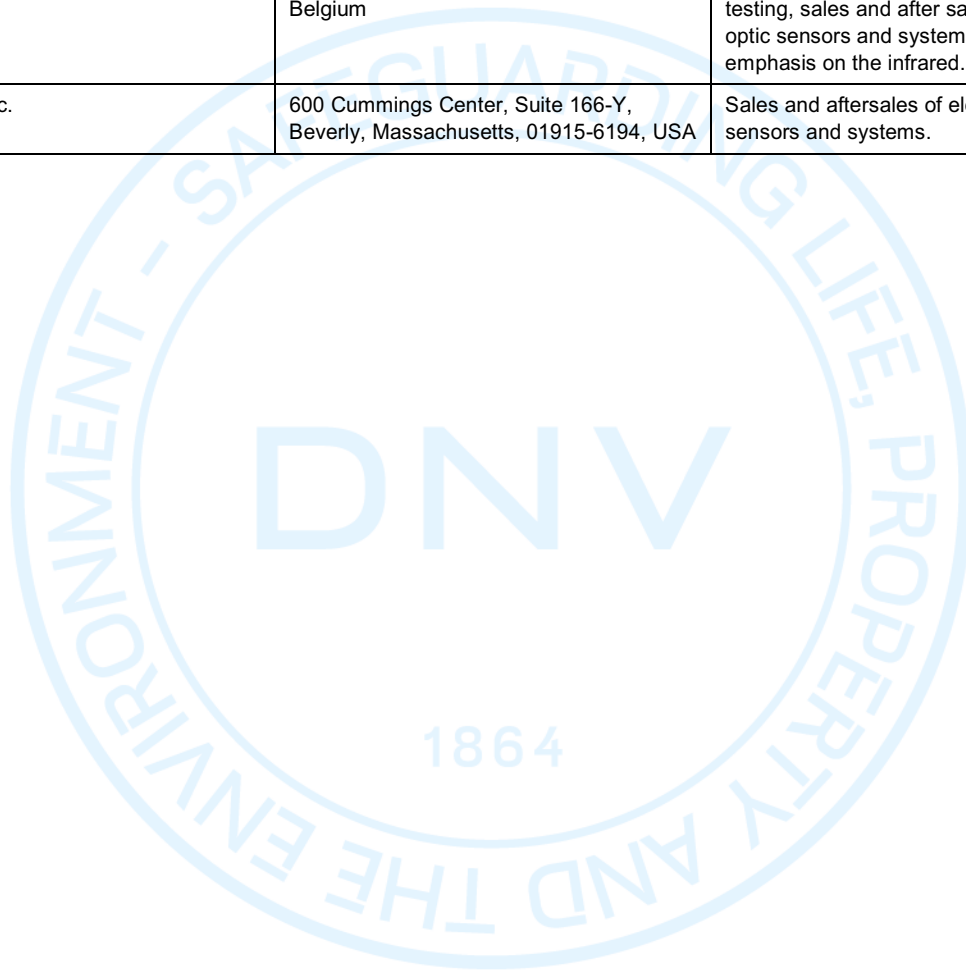 Belgium
testing, sales and after
optic sensors and system
emphasis on the infrared.
c.
600 Cummings Center, Suite 166-Y,
Beverly, Massachusetts, 01915-6194, USA
Sales and aftersales of
sensors and systems.
SAFEGUARDING LIFE, PROPERTY AND THE ENVIRONMENT -
DNV
1864